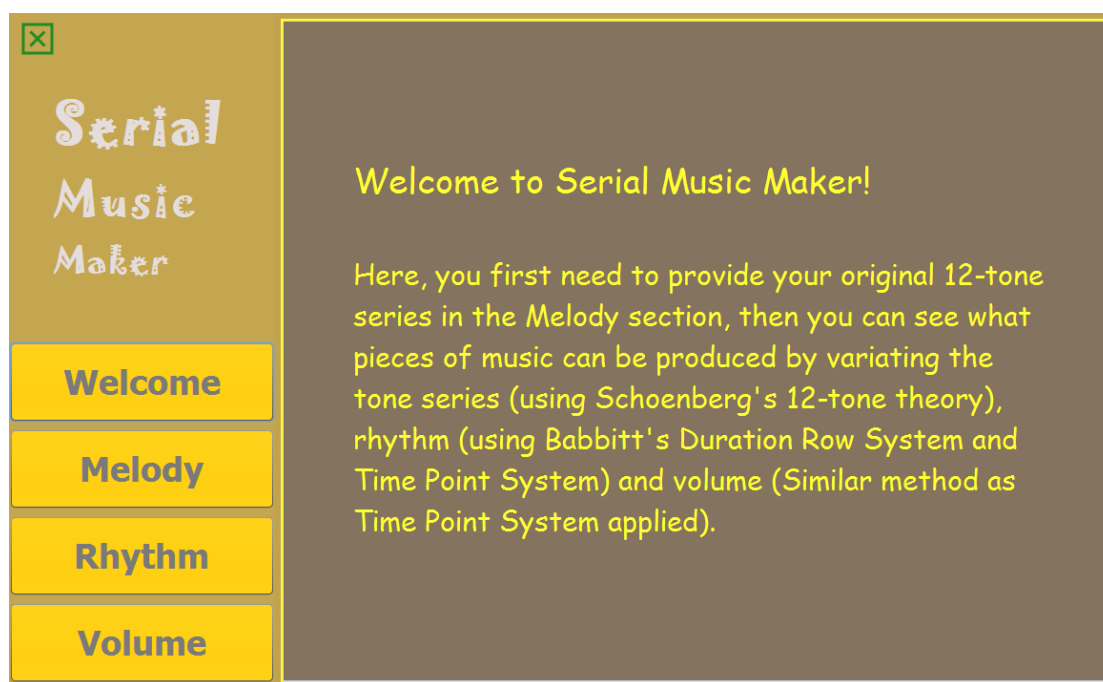 Serial
Music
Maker
Welcome
Melody
Rhythm
Volume
Welcome to Serial Music Maker!
Here, you first need to provide your original 12-tone
series in the Melody section, then you can see what
pieces of music can be produced by variating the
tone series (using Schoenberg's 12-tone theory),
rhythm (using Babbitt's Duration Row System and
Time Point System) and volume (Similar method as
Time Point System applied).